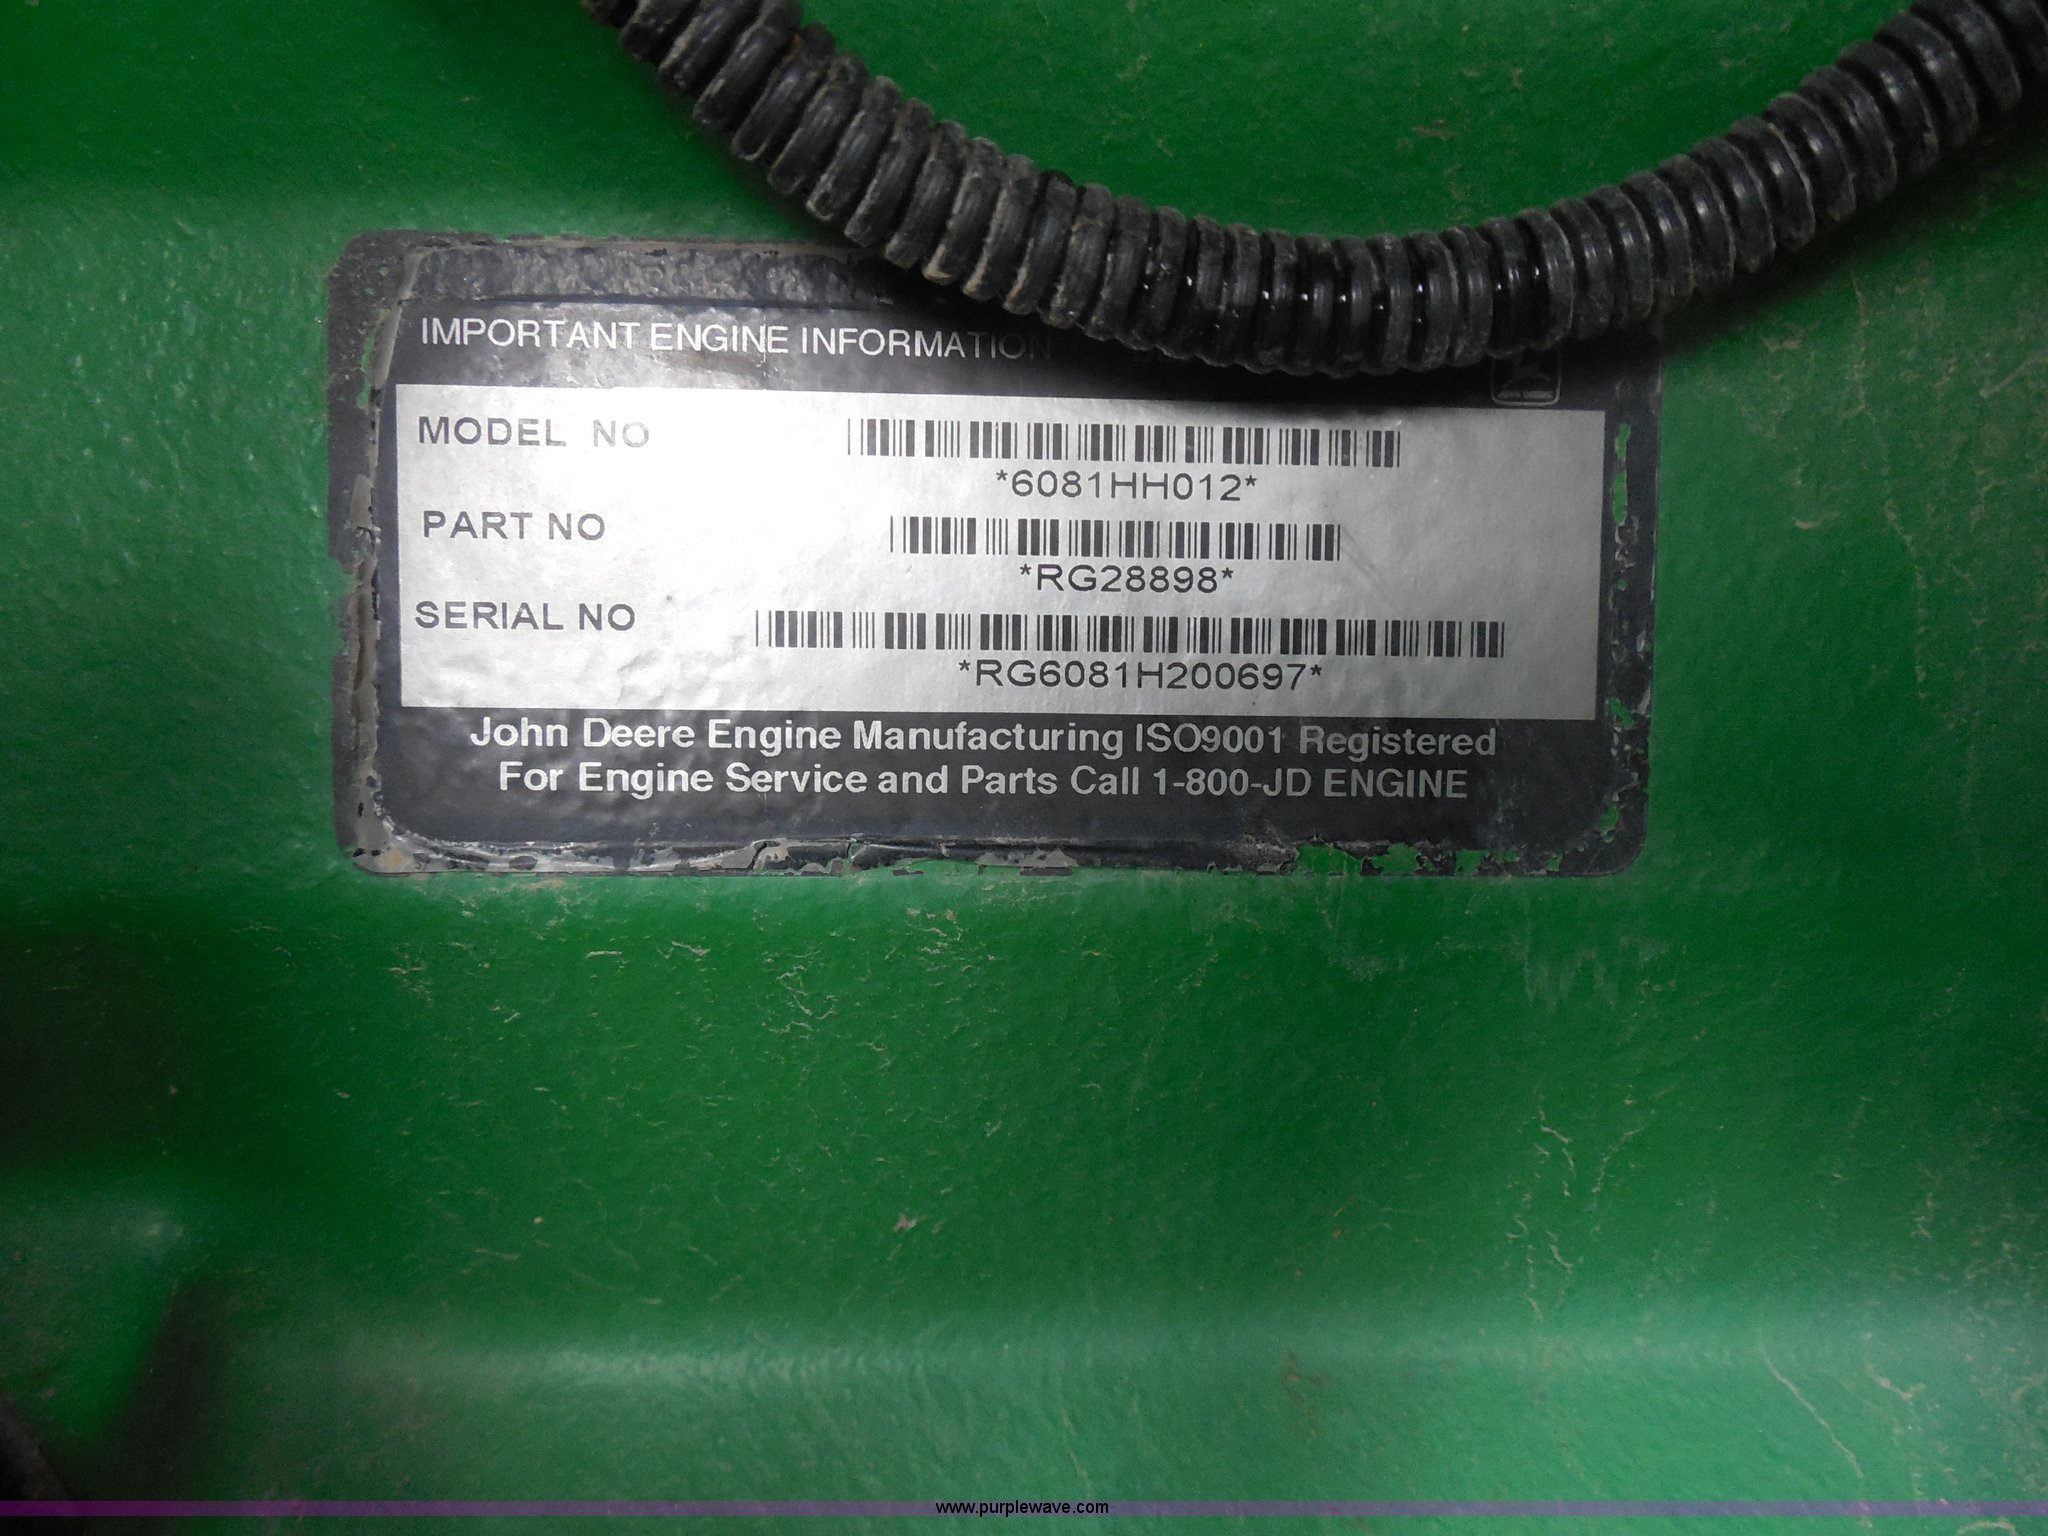 IMPORTANT ENGINE INFORMATION
MODEL NO
*6081HH012*
PART NO
*RG28898*
SERIAL NO
*RG6081H200697*
John Deere Engine Manufacturing ISO9001 Registered
For Engine Service and Parts Call 1-800-JD ENGINE
www.purplewave.com